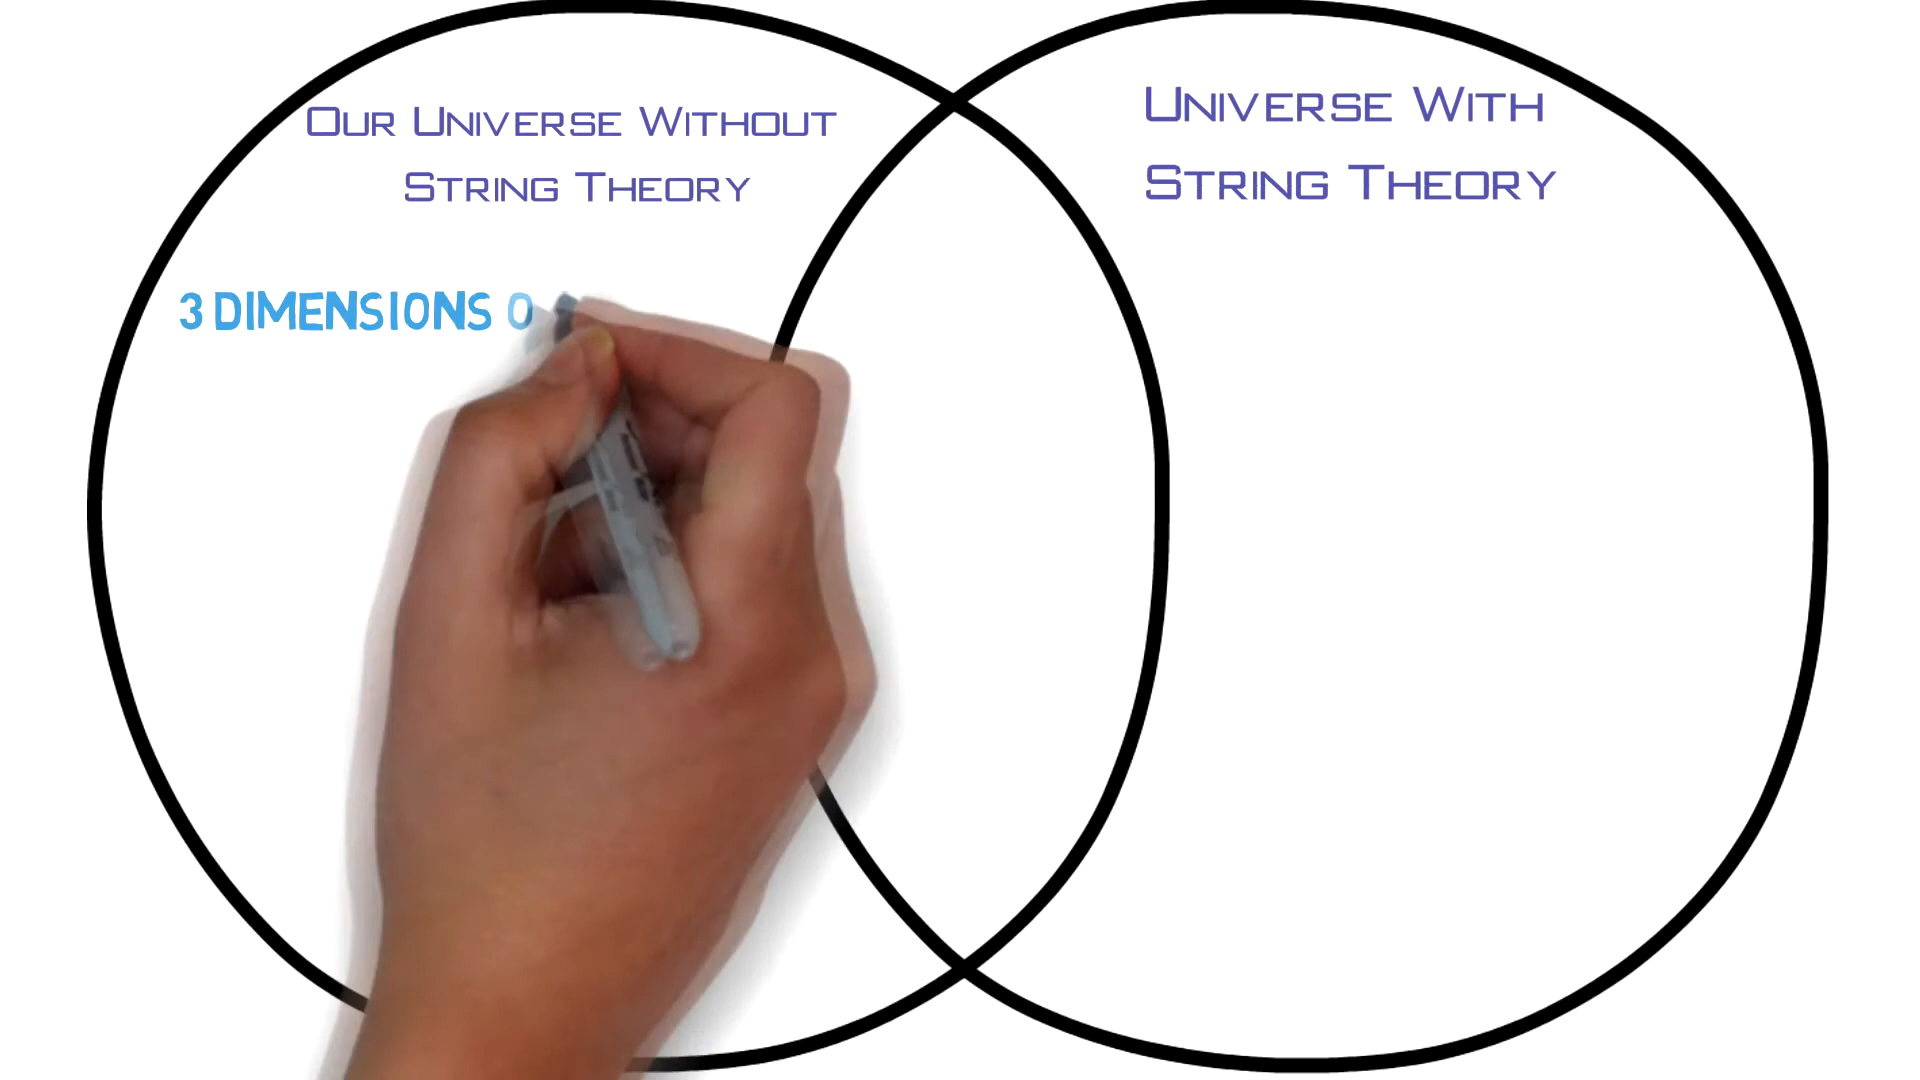 Our Universe Without
String Theory
Universe With
String Theory
3 DIMENSIONS O